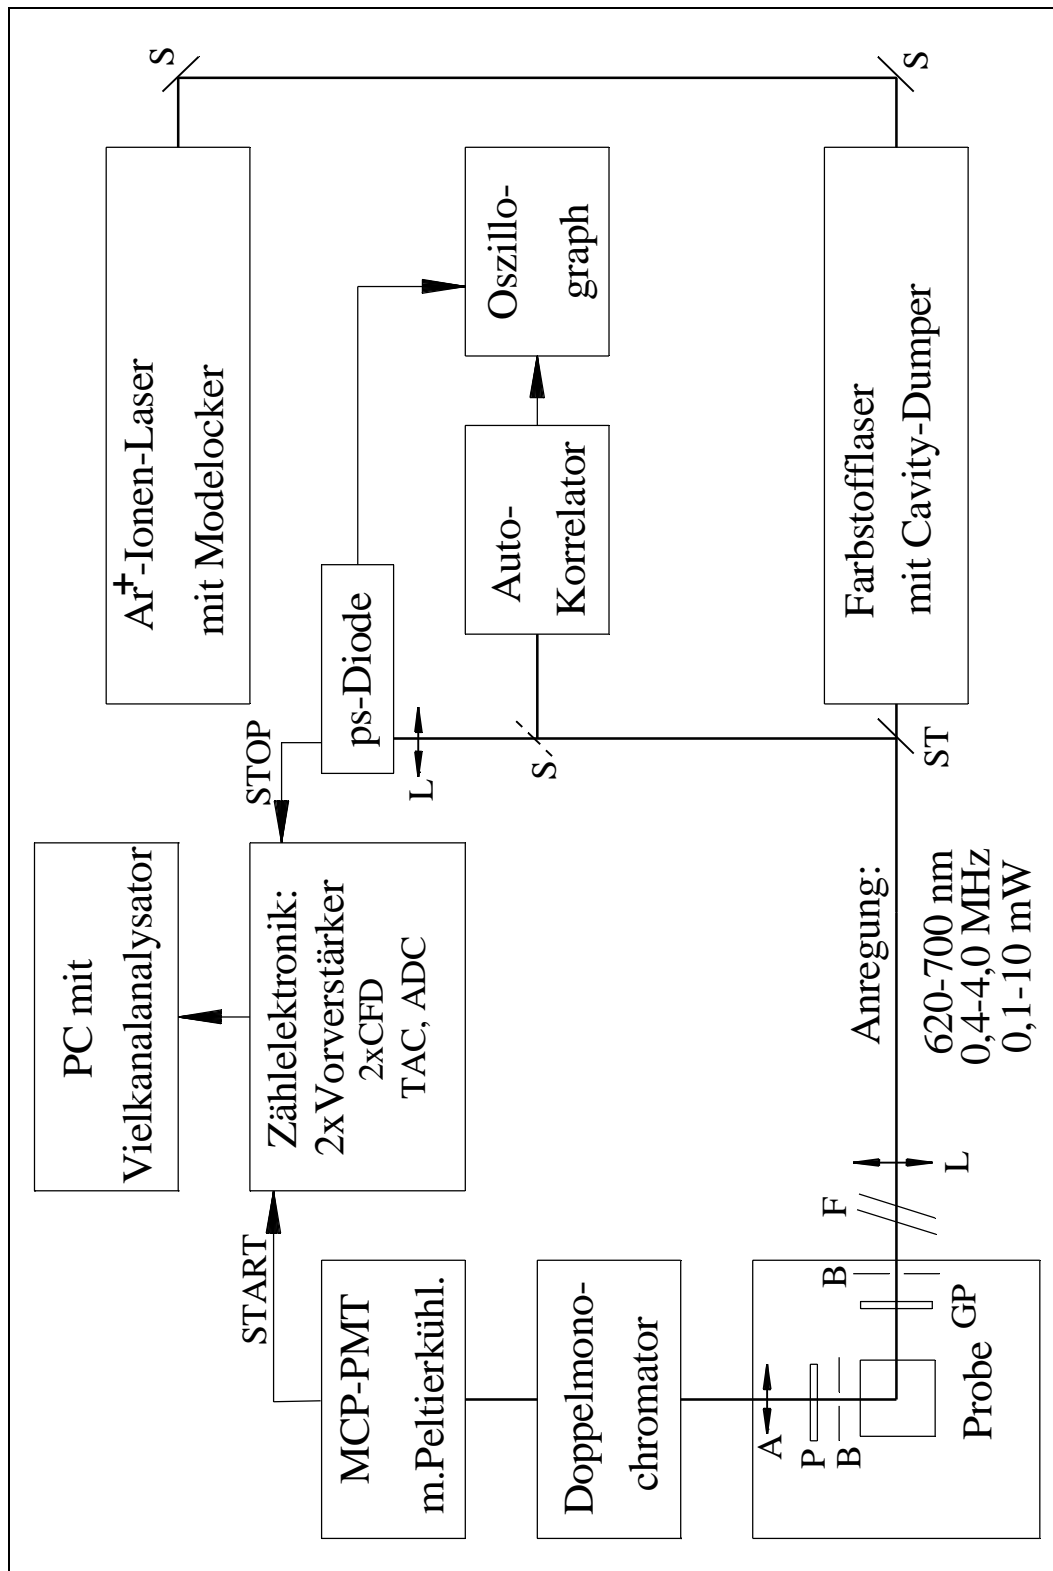 S
Ar+-Ionen-Laser
mit Modelocker
PC mit
Vielkanalanalysator
STOP
ps-Diode
L
Zählelektronik:
2xVorverstärker
2xCFD
TAC, ADC
START
MCP-PMT
m.Peltierkühl.
Oszillo-
graph
Auto-
Korrelator
S
Doppelmono-
chromator
S
Farbstofflaser
mit Cavity-Dumper
ST
Anregung:
620-700 nm
0,4-4,0 MHz
0,1-10 mW
L
F
B
GP
A
P
B
Probe